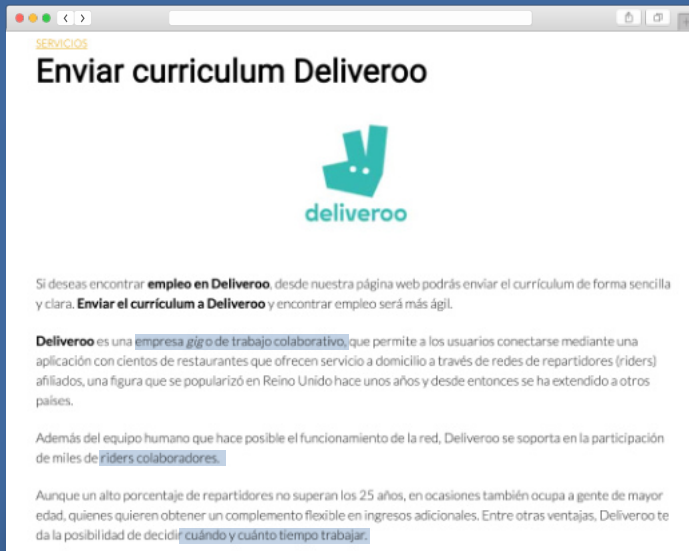 SERVICIOS
Enviar curriculum Deliveroo
deliveroo
Si deseas encontrar empleo en Deliveroo, desde nuestra página web podrás enviar el currículum de forma sencilla
y clara. Enviar el currículum a Deliveroo y encontrar empleo será más ágil.
Deliveroo es una empresa gig o de trabajo colaborativo, que permite a los usuarios conectarse mediante una
aplicación con cientos de restaurantes que ofrecen servicio a domicilio a través de redes de repartidores (riders)
afiliados, una figura que se popularizó en Reino Unido hace unos años y desde entonces se ha extendido a otros
países.
Además del equipo humano que hace posible el funcionamiento de la red, Deliveroo se soporta en la participación
de miles de riders colaboradores.
Aunque un alto porcentaje de repartidores no superan los 25 años, en ocasiones también ocupa a gente de mayor
edad, quienes quieren obtener un complemento flexible en ingresos adicionales. Entre otras ventajas, Deliveroo te
da la posibilidad de decidir cuándo y cuánto tiempo trabajar.